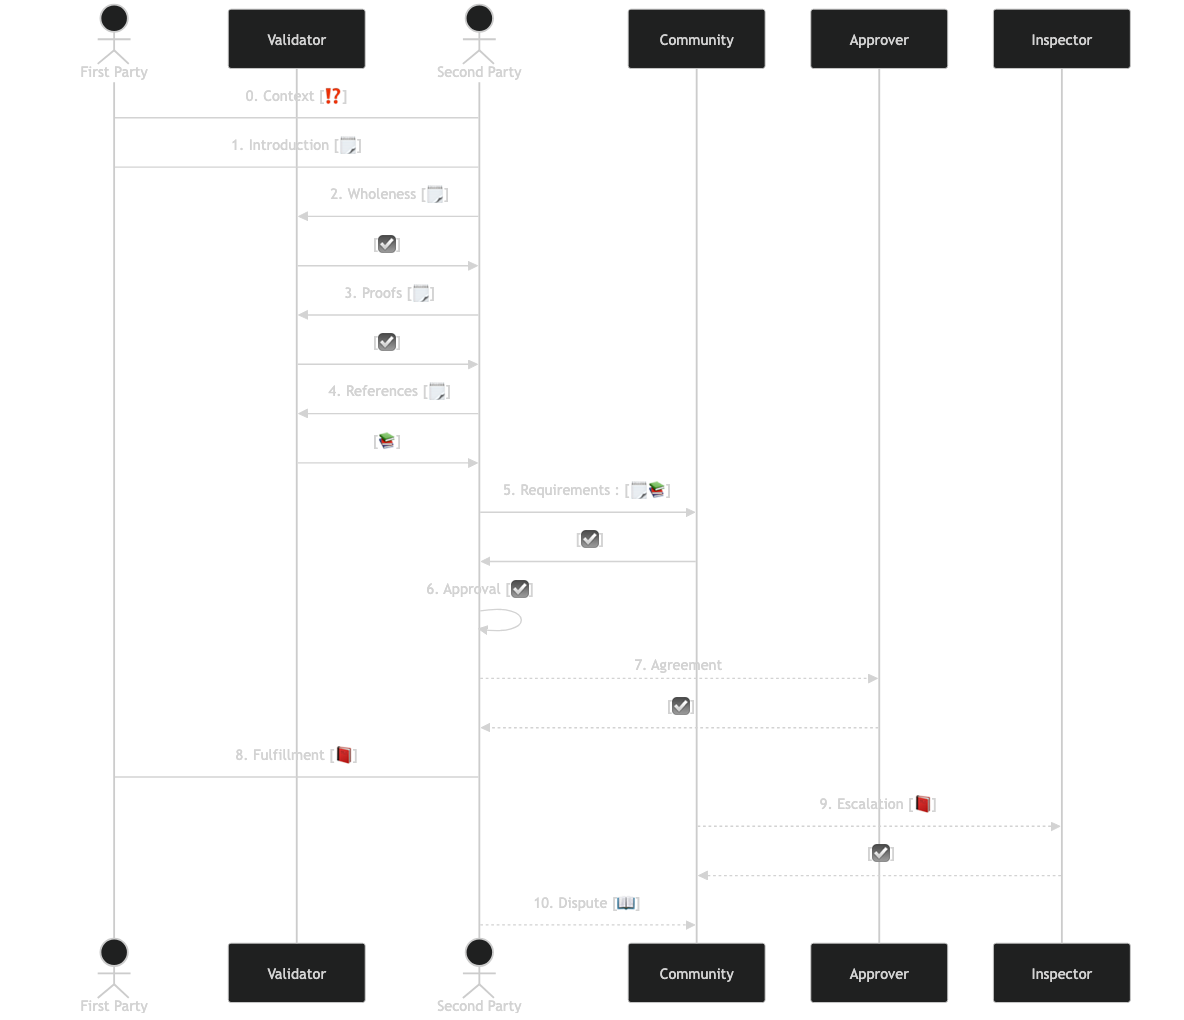 Validator
Community
Approver
Inspector
First Party
Second Party
0. Context [⁉️]
1. Introduction [🗒️]
2. Wholeness [🗒️]
[☑️]
3. Proofs [🗒️]
[☑️]
4. References [🗒️]
[📚]
5. Requirements : [🗒️📚]
[☑️]
6. Approval [☑️]
7. Agreement
[☑️]
8. Fulfillment [📕]
9. Escalation [📕]
[☑️]
10. Dispute [📖]
Validator
Community
Approver
Inspector
First Party
Second Party